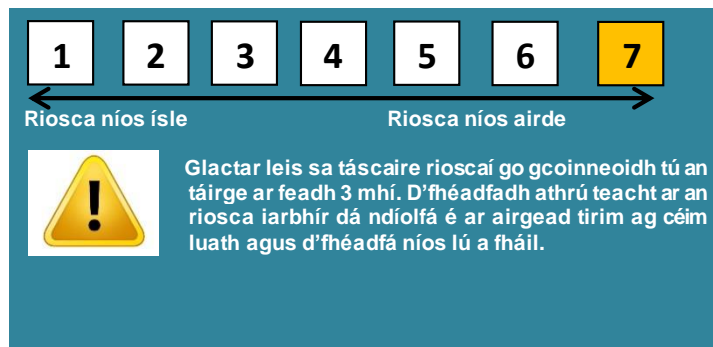 1 2 3 4 5 6 7
Riosca níos ísle Riosca níos airde
Glactar leis sa táscaire rioscaí go gcoinneoidh tú an
táirge ar feadh 3 mhí. D'fhéadfadh athrú teacht ar an
riosca iarbhír dá ndíolfá é ar airgead tirim ag céim
luath agus d'fhéadfá níos lú a fháil.